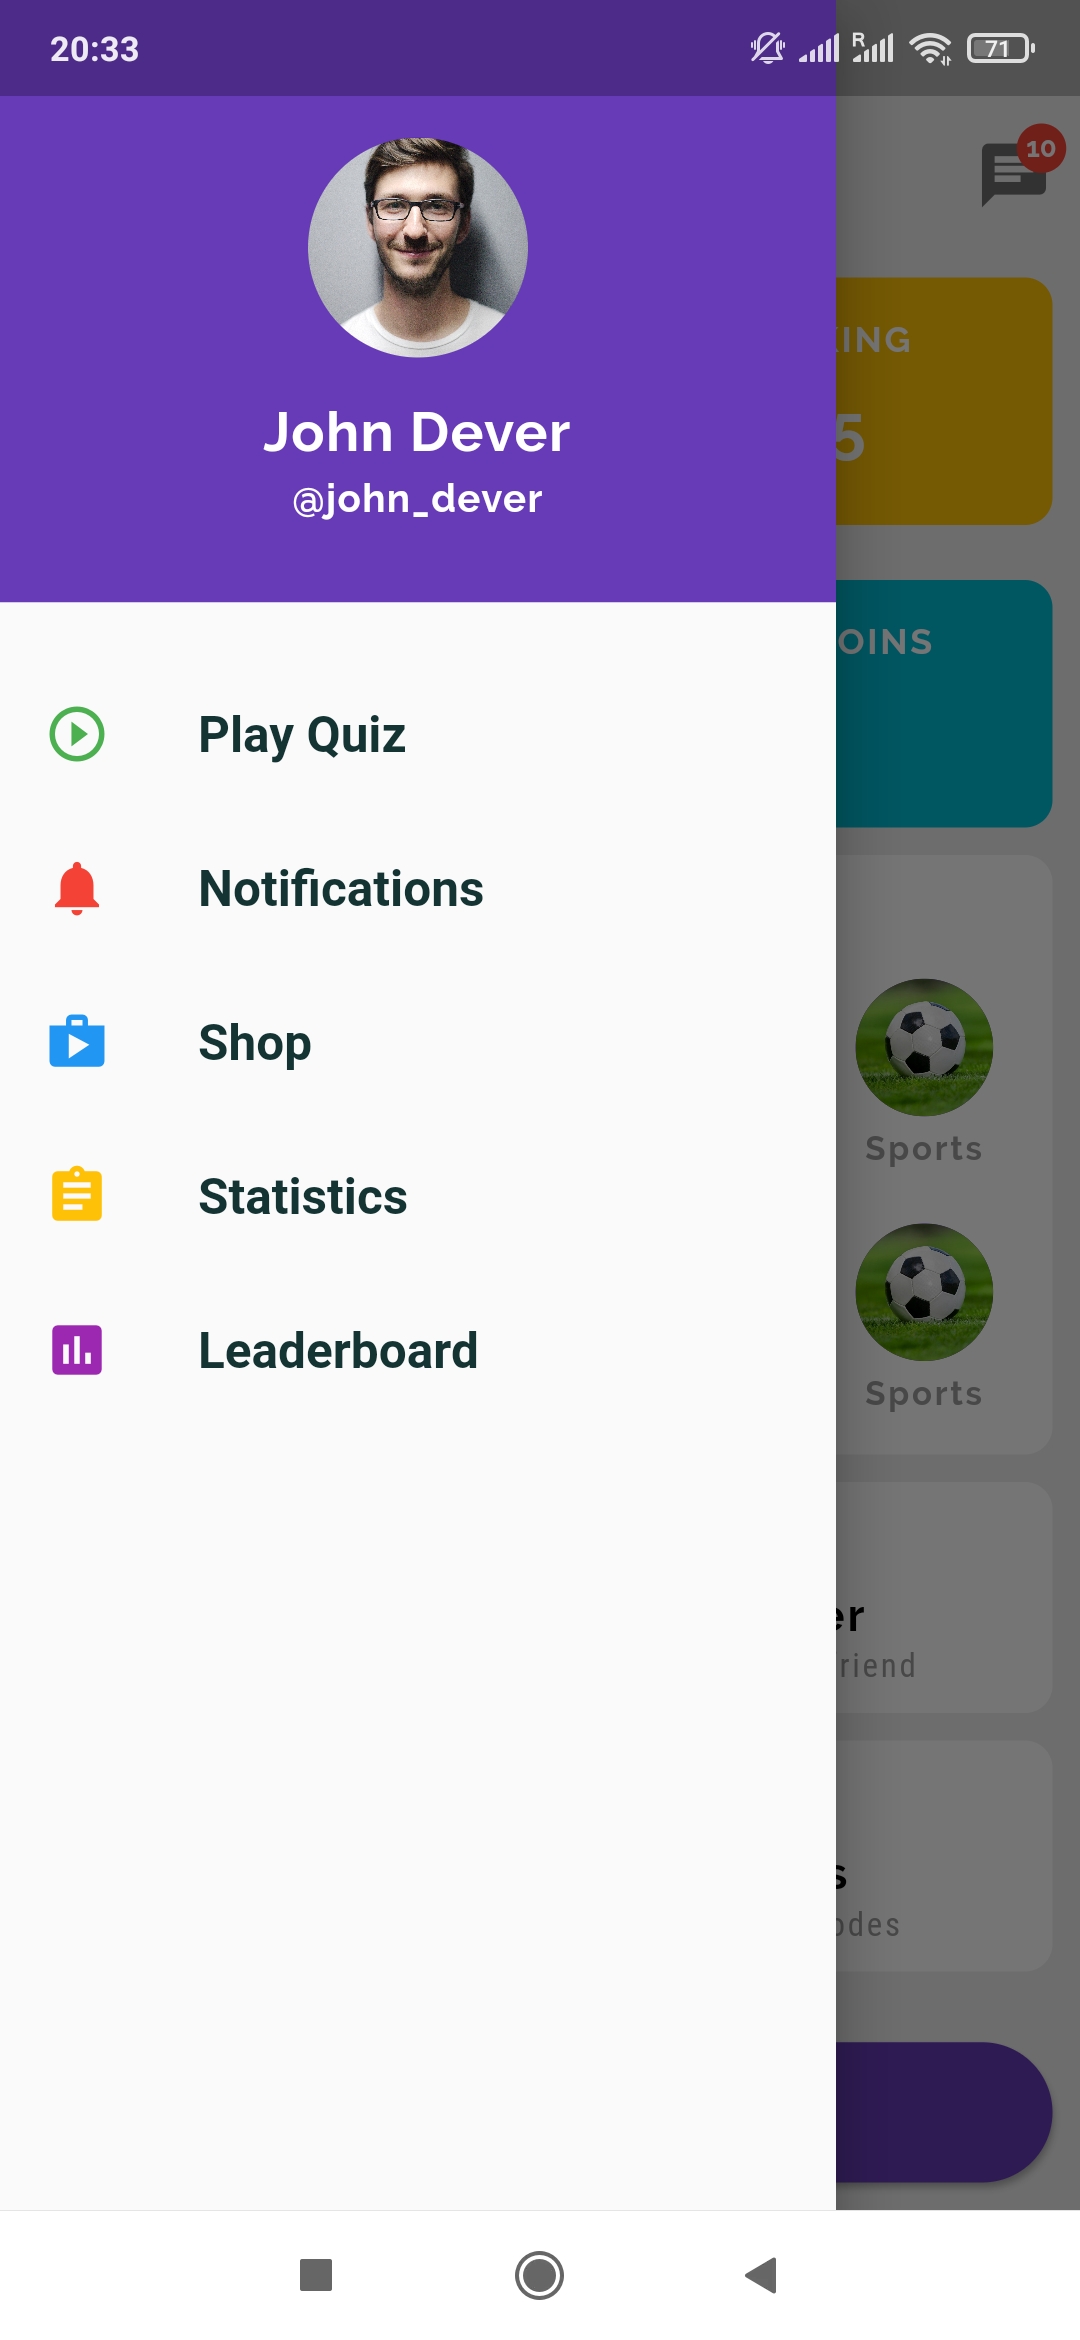 20:33
R
71
10
John Dever
@john_dever
Play Quiz
Notifications
Shop
Statistics
Leaderboard
ING
5
OINS
Sports
Sports
er
riend
s
odes